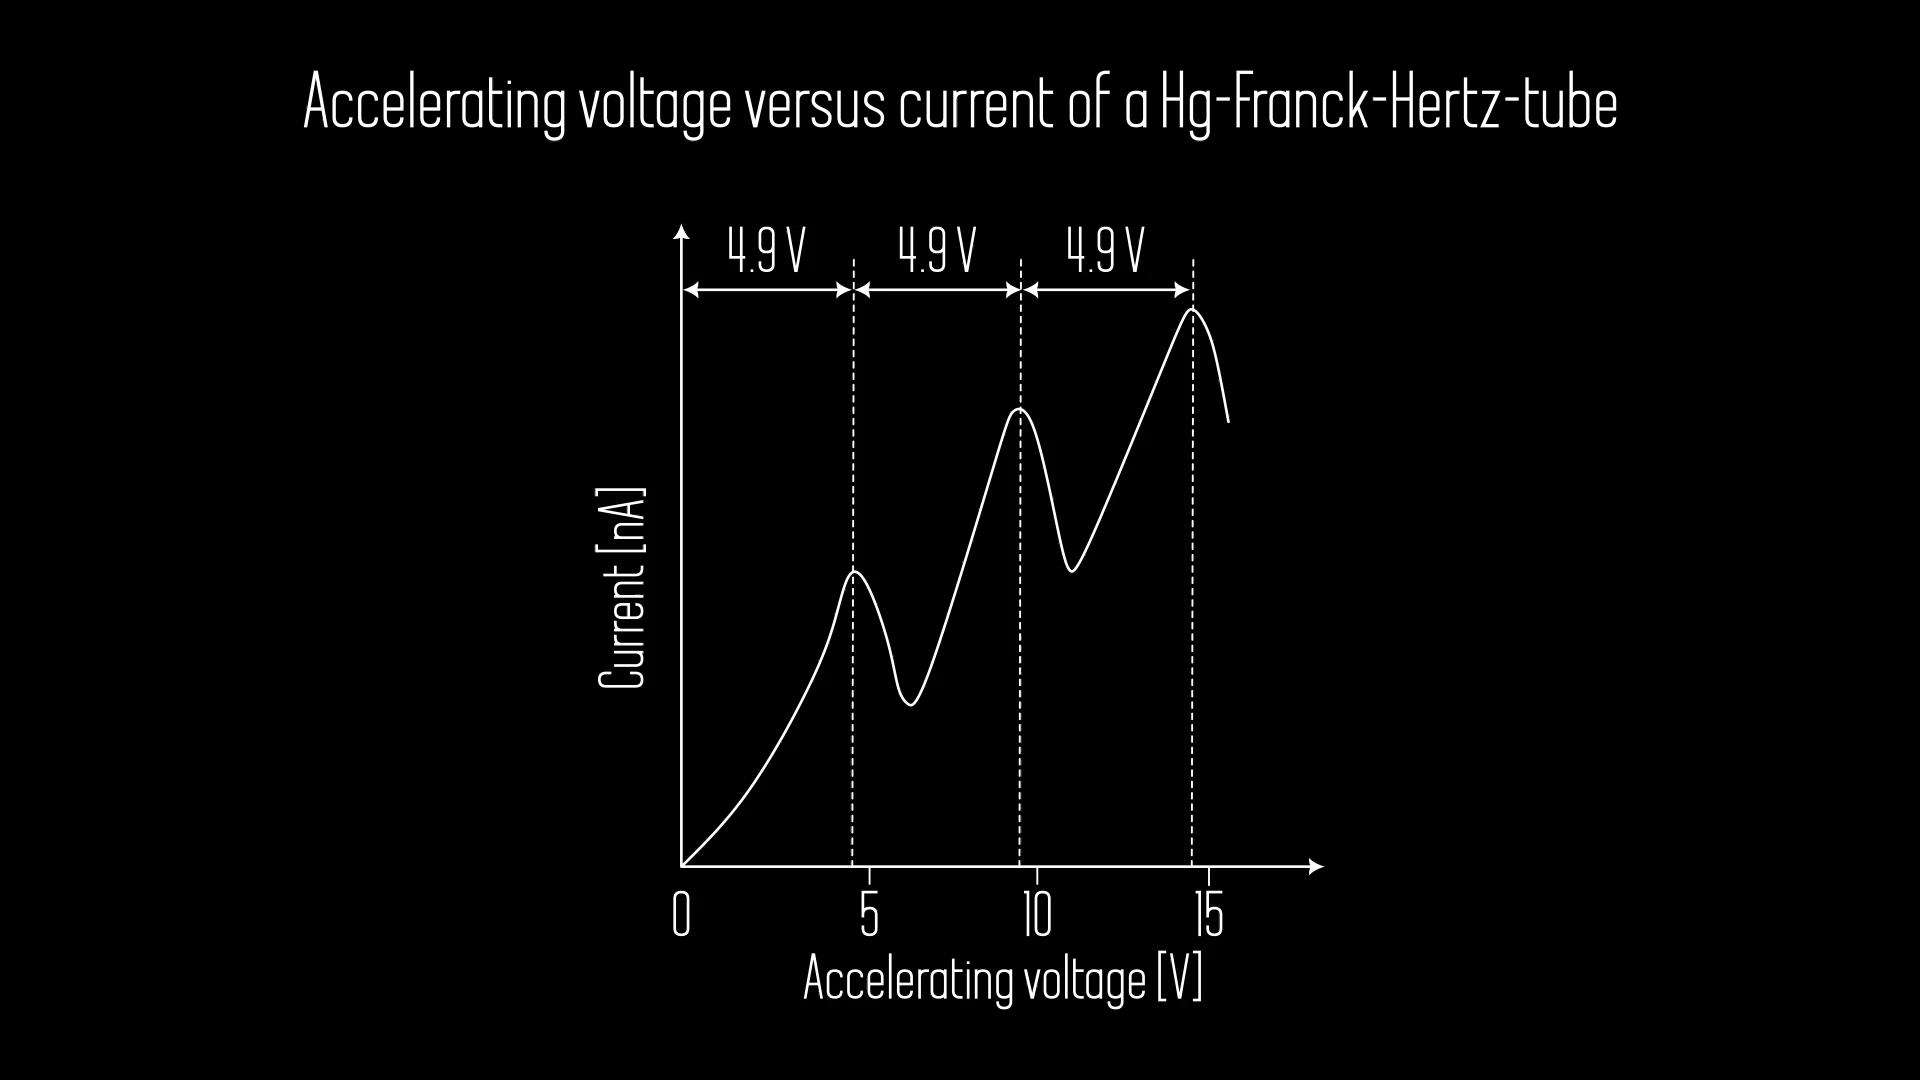 Accelerating voltage versus current of a Hg-Franck-Hertz-tube
4.9 V 4.9 V 4.9 V
Current [nA]
0 5 10 15
Accelerating voltage [V]